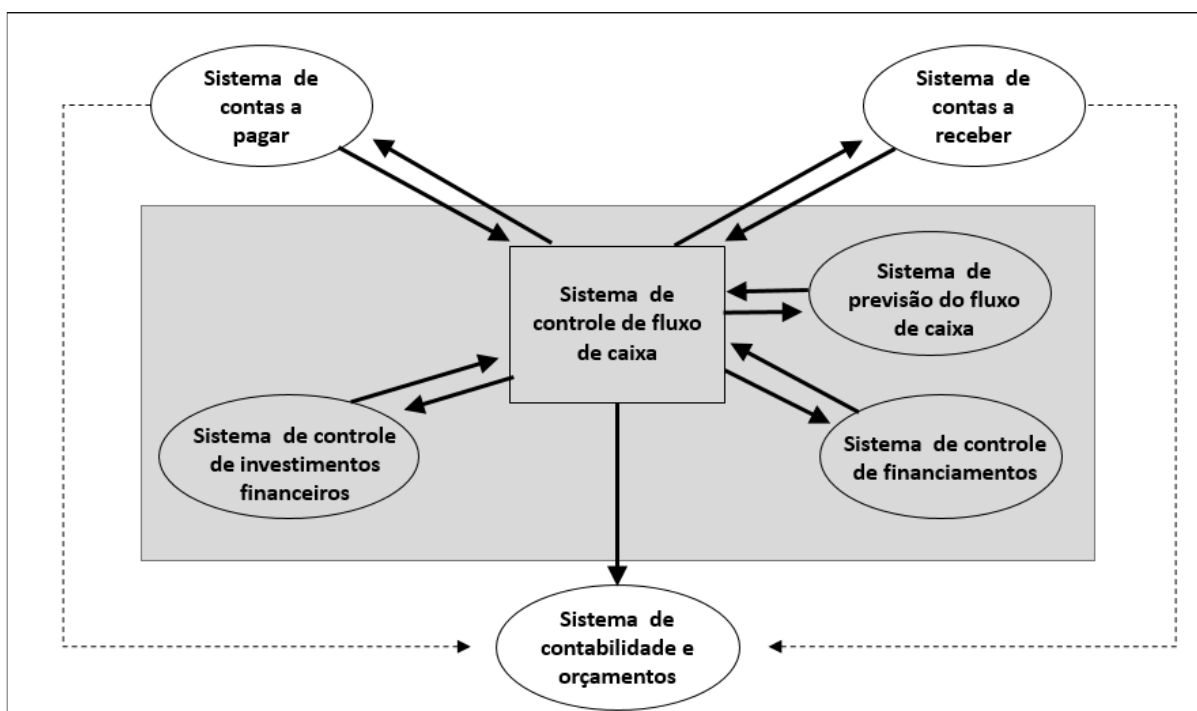 Sistema de
contas a
pagar
Sistema de
contas a
receber
Sistema de
controle de fluxo
de caixa
Sistema de
previsão do fluxo
de caixa
Sistema de controle
de investimentos
financeiros
Sistema de controle
de financiamentos
Sistema de
contabilidade e
orçamentos